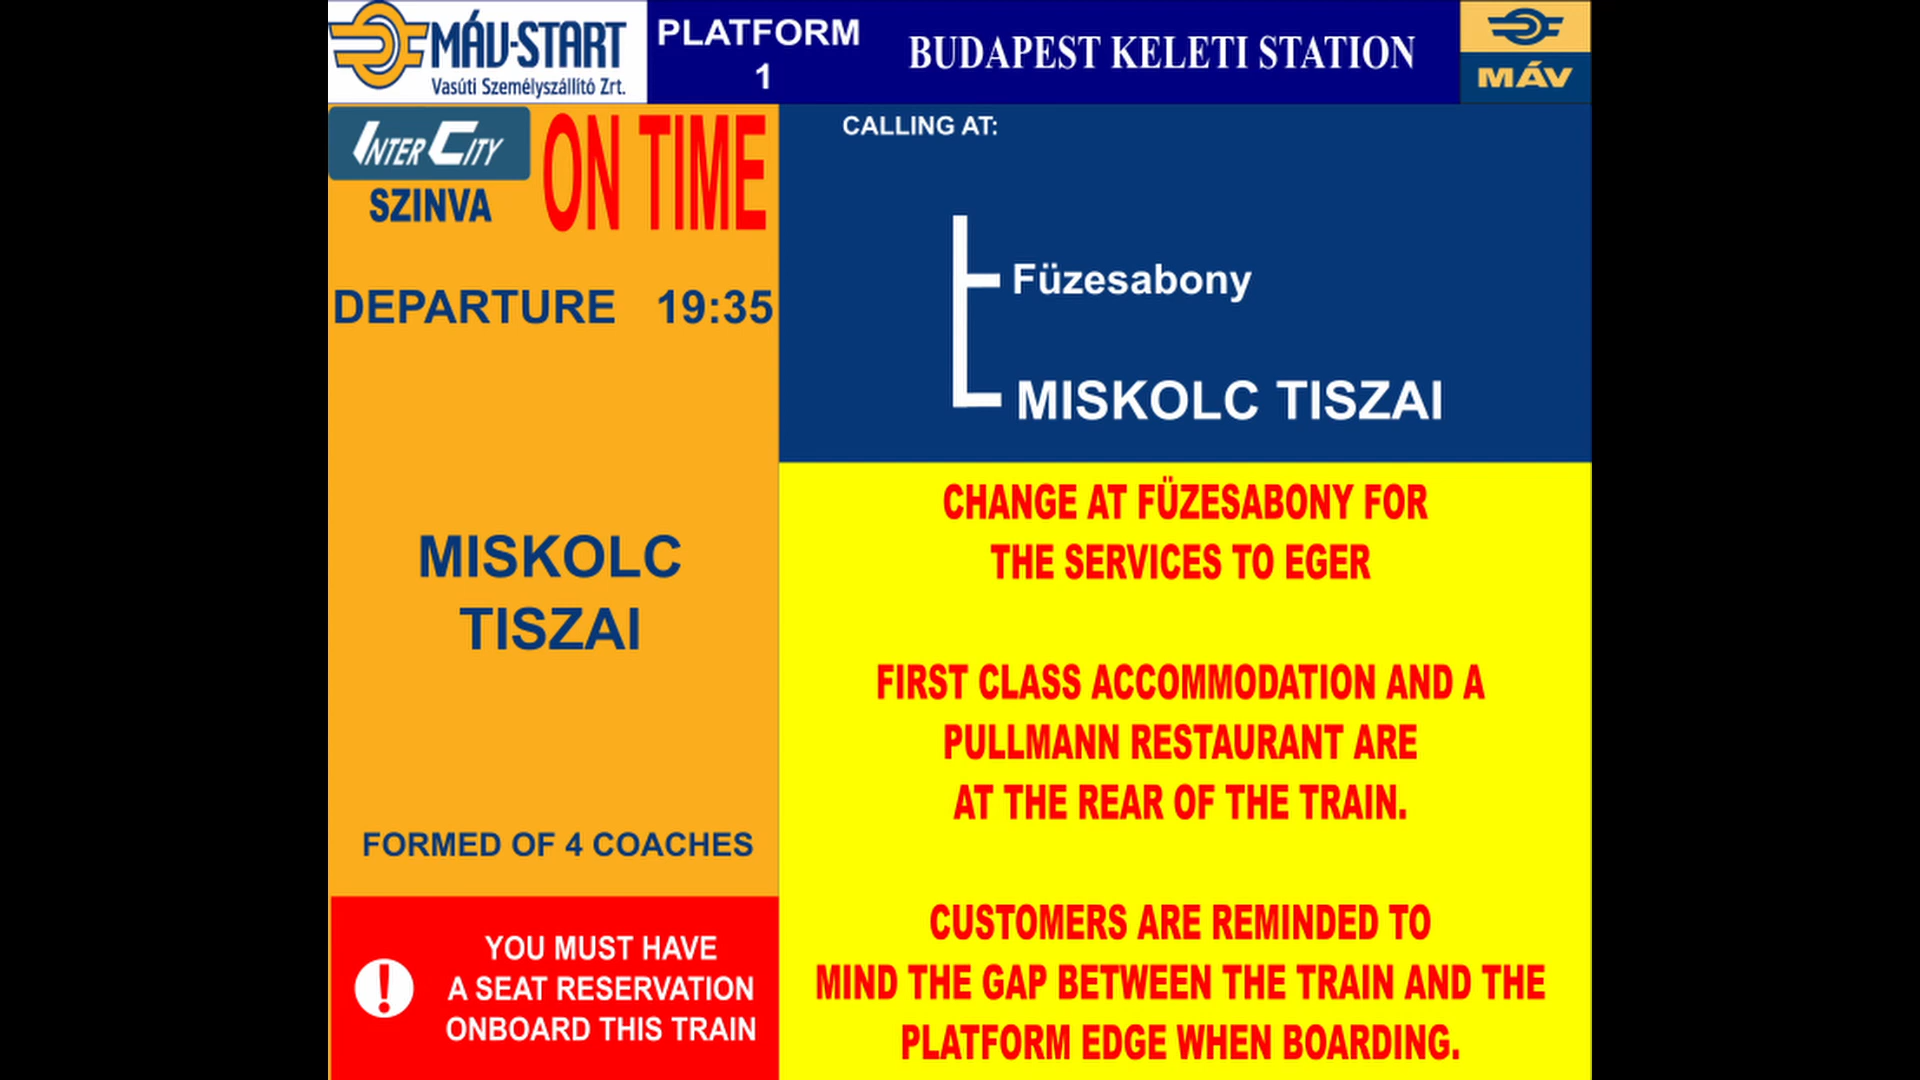 MÁV-START
Vasúti Személyszállító Zrt.
PLATFORM
1
BUDAPEST KELETI STATION
MÁV
INTERCITY
SZINVA
ON TIME
DEPARTURE 19:35
MISKOLC
TISZAI
FORMED OF 4 COACHES
! YOU MUST HAVE
A SEAT RESERVATION
ONBOARD THIS TRAIN
CALLING AT:
Füzesabony
MISKOLC TISZAI
CHANGE AT FÜZESABONY FOR
THE SERVICES TO EGER
FIRST CLASS ACCOMMODATION AND A
PULLMANN RESTAURANT ARE
AT THE REAR OF THE TRAIN.
CUSTOMERS ARE REMINDED TO
MIND THE GAP BETWEEN THE TRAIN AND THE
PLATFORM EDGE WHEN BOARDING.